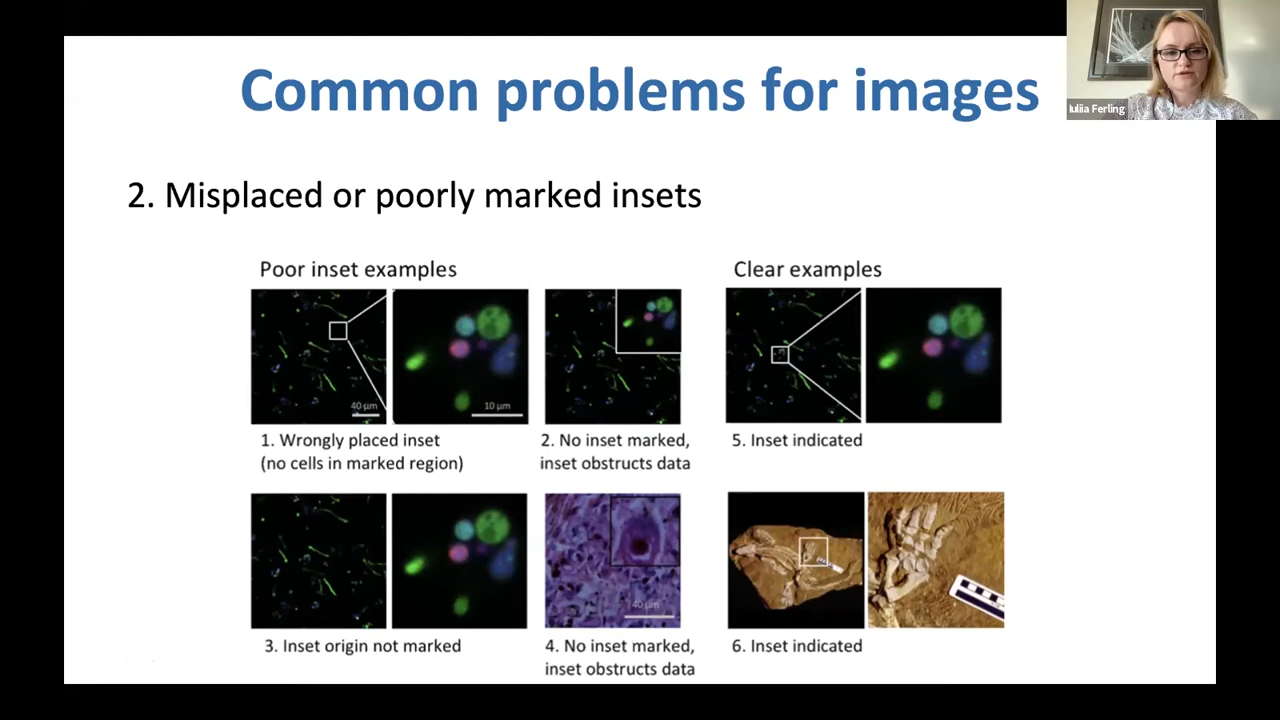 Common problems for images
Iuliia Ferling
2. Misplaced or poorly marked insets
Poor inset examples
Clear examples
40 µm
10 µm
1. Wrongly placed inset
(no cells in marked region)
2. No inset marked,
inset obstructs data
5. Inset indicated
40 µm
3. Inset origin not marked
4. No inset marked,
inset obstructs data
6. Inset indicated